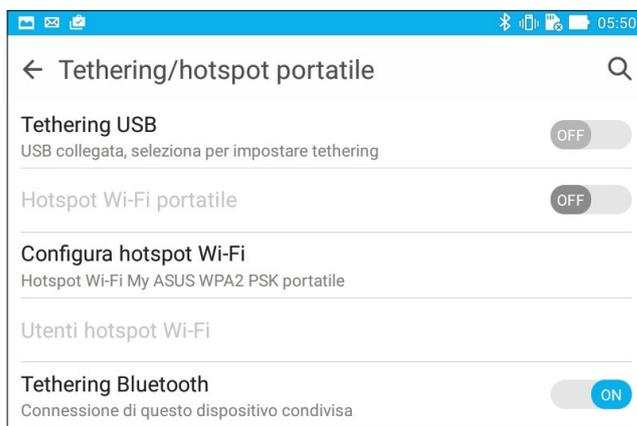 05:50
Tethering/hotspot portatile
Tethering USB
OFF
USB collegata, seleziona per impostare tethering
Hotspot Wi-Fi portatile
OFF
Configura hotspot Wi-Fi
Hotspot Wi-Fi My ASUS WPA2 PSK portatile
Utenti hotspot Wi-Fi
Tethering Bluetooth
ON
Connessione di questo dispositivo condivisa